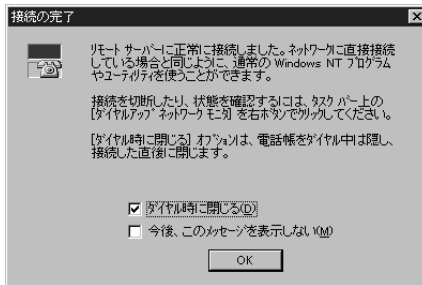 接続の完了
リモート サーバーに正常に接続しました。ネットワークに直接接続
している場合と同じように、通常の Windows NT プログラム
やユーティリティを使うことができます。
接続を切断したり、状態を確認するには、タスク バー上の
[ダイヤルアップ ネットワーク モニタ] を右ボタンでクリックしてください。
[ダイヤル時に閉じる] オプションは、電話帳をダイヤル中は隠し、
接続した直後に閉じます。
ダイヤル時に閉じる(D)
今後、このメッセージを表示しない(M)
OK